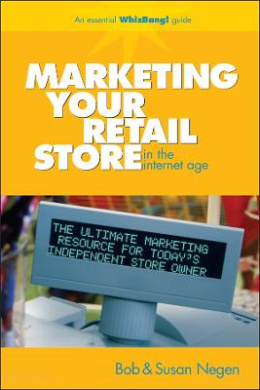 An essential WhizBang! guide
MARKETING
YOUR
RETAIL
STORE in the
internet age
THE ULTIMATE MARKETING
RESOURCE FOR TODAY'S
INDEPENDENT STORE OWNER
Bob & Susan Negen